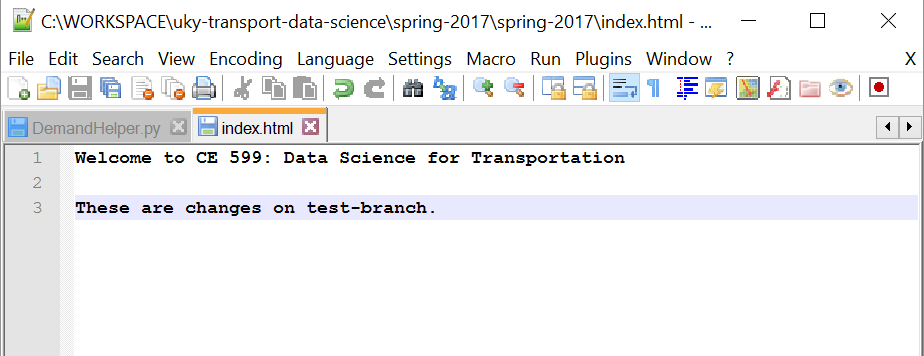 C:\WORKSPACE\uky-transport-data-science\spring-2017\spring-2017\index.html - ...
File Edit Search View Encoding Language Settings Macro Run Plugins Window ? X
DemandHelper.py index.html
1 Welcome to CE 599: Data Science for Transportation
2
3 These are changes on test-branch.